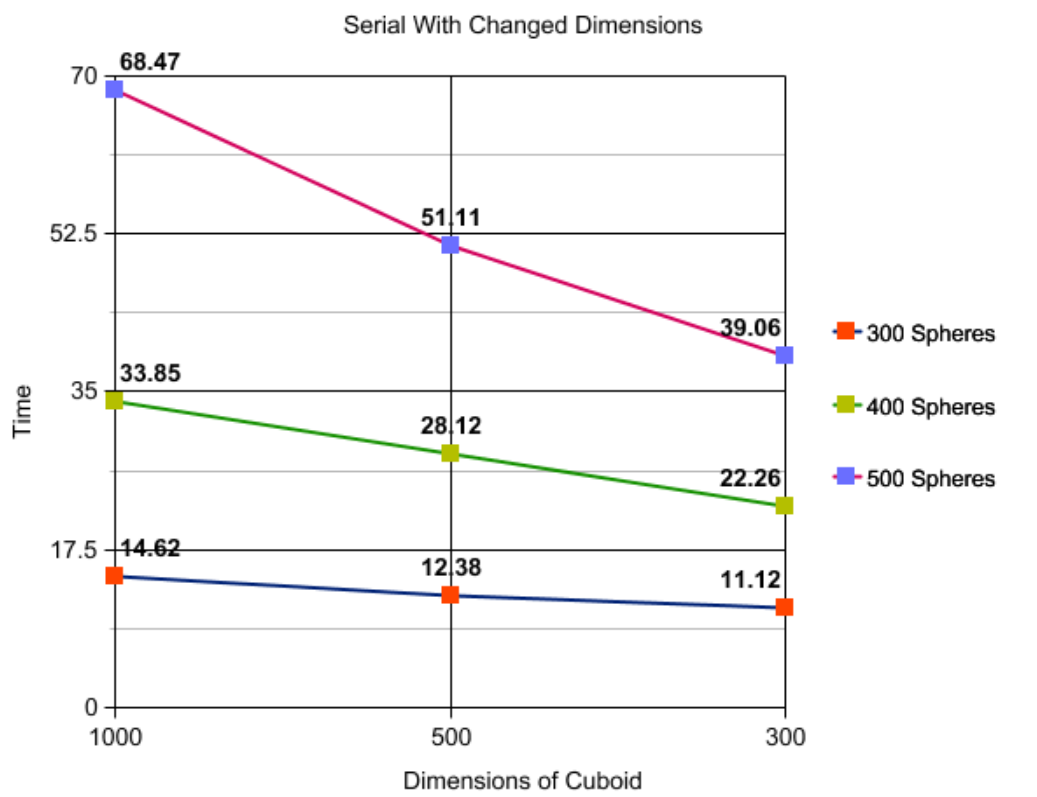 Serial With Changed Dimensions
68.47
70
51.11
52.5
39.06
300 Spheres
33.85
35
Time
400 Spheres
28.12
22.26
500 Spheres
14.62
17.5
12.38
11.12
0
1000
500
300
Dimensions of Cuboid